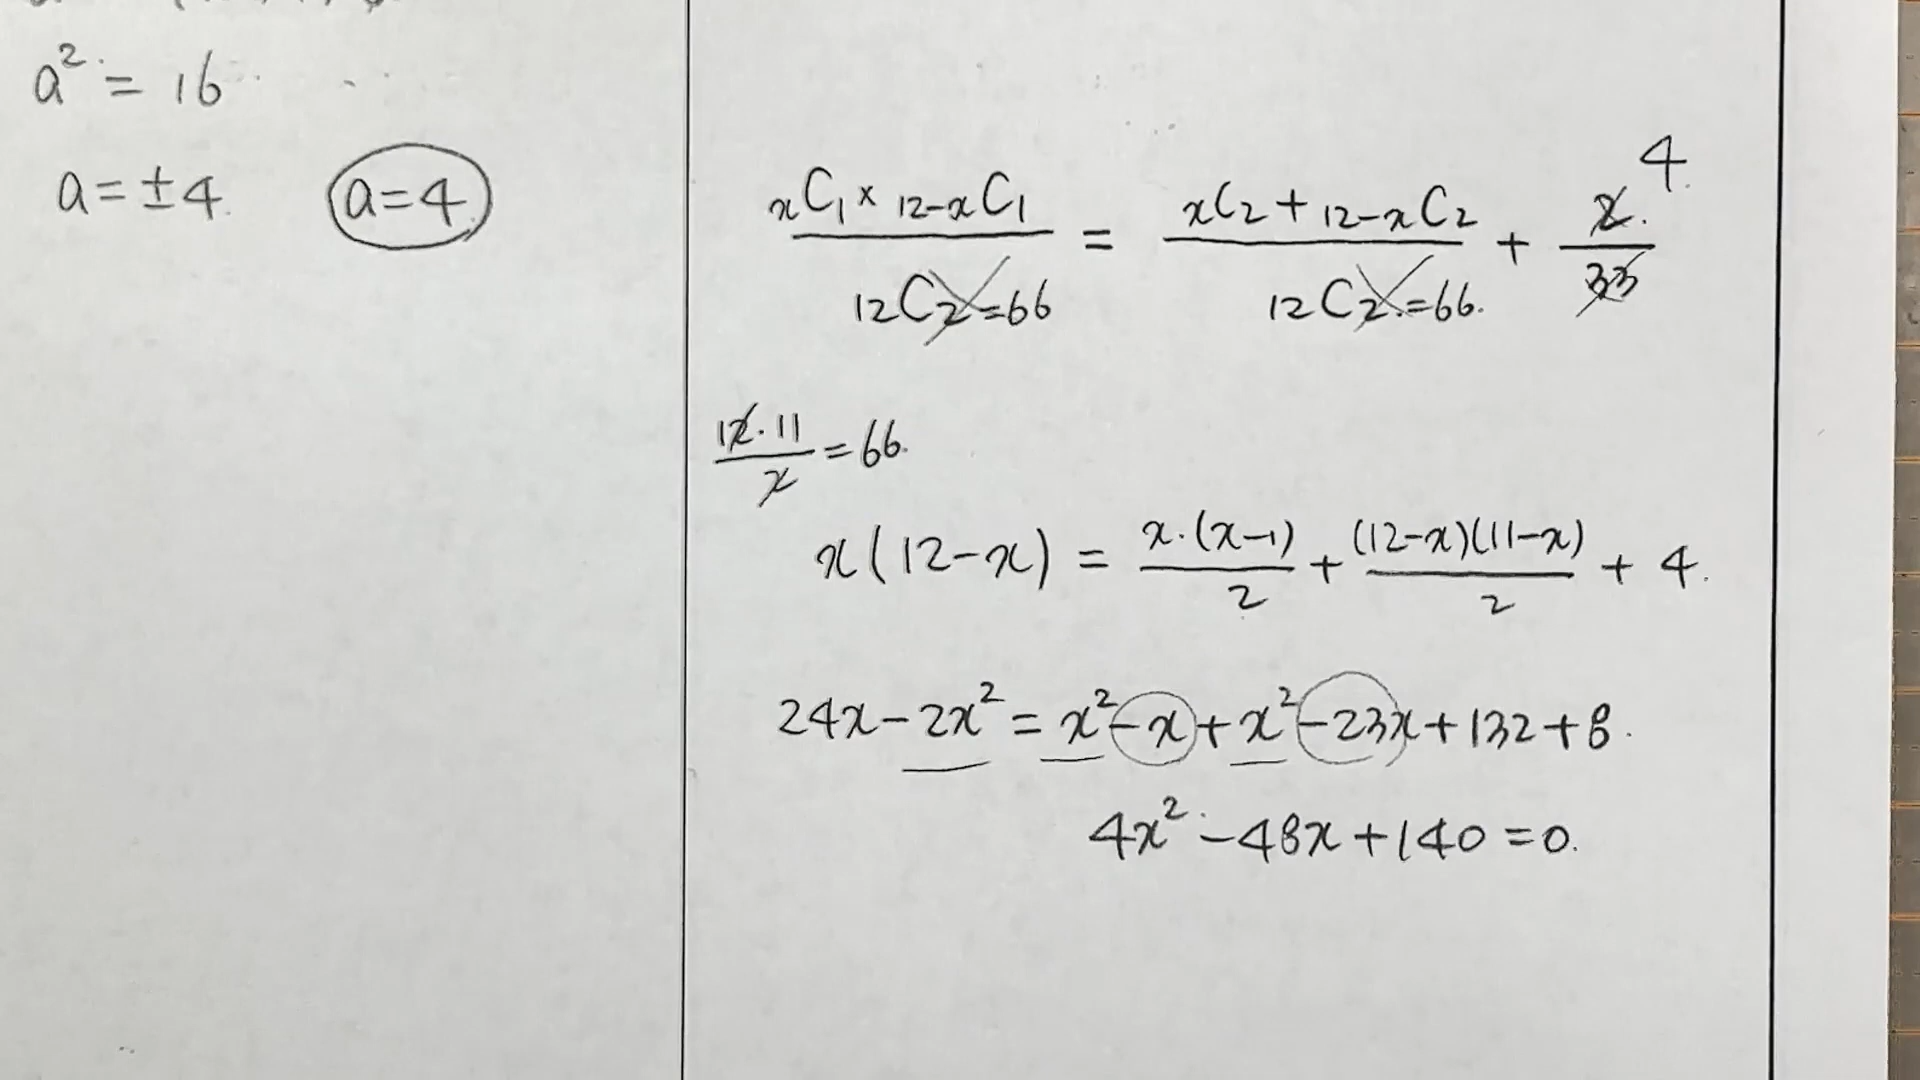 a² = 16
a = ±4 a=4
xC₁ × 12-xC₁ / 12C₂=66 = xC₂ + 12-xC₂ / 12C₂.=66. + 2. / 33 4.
12·11 / 2 = 66.
x(12-x) = x·(x-1) / 2 + (12-x)(11-x) / 2 + 4.
24x - 2x² = x² - x + x² - 23x + 132 + 8.
4x² - 48x + 140 = 0.